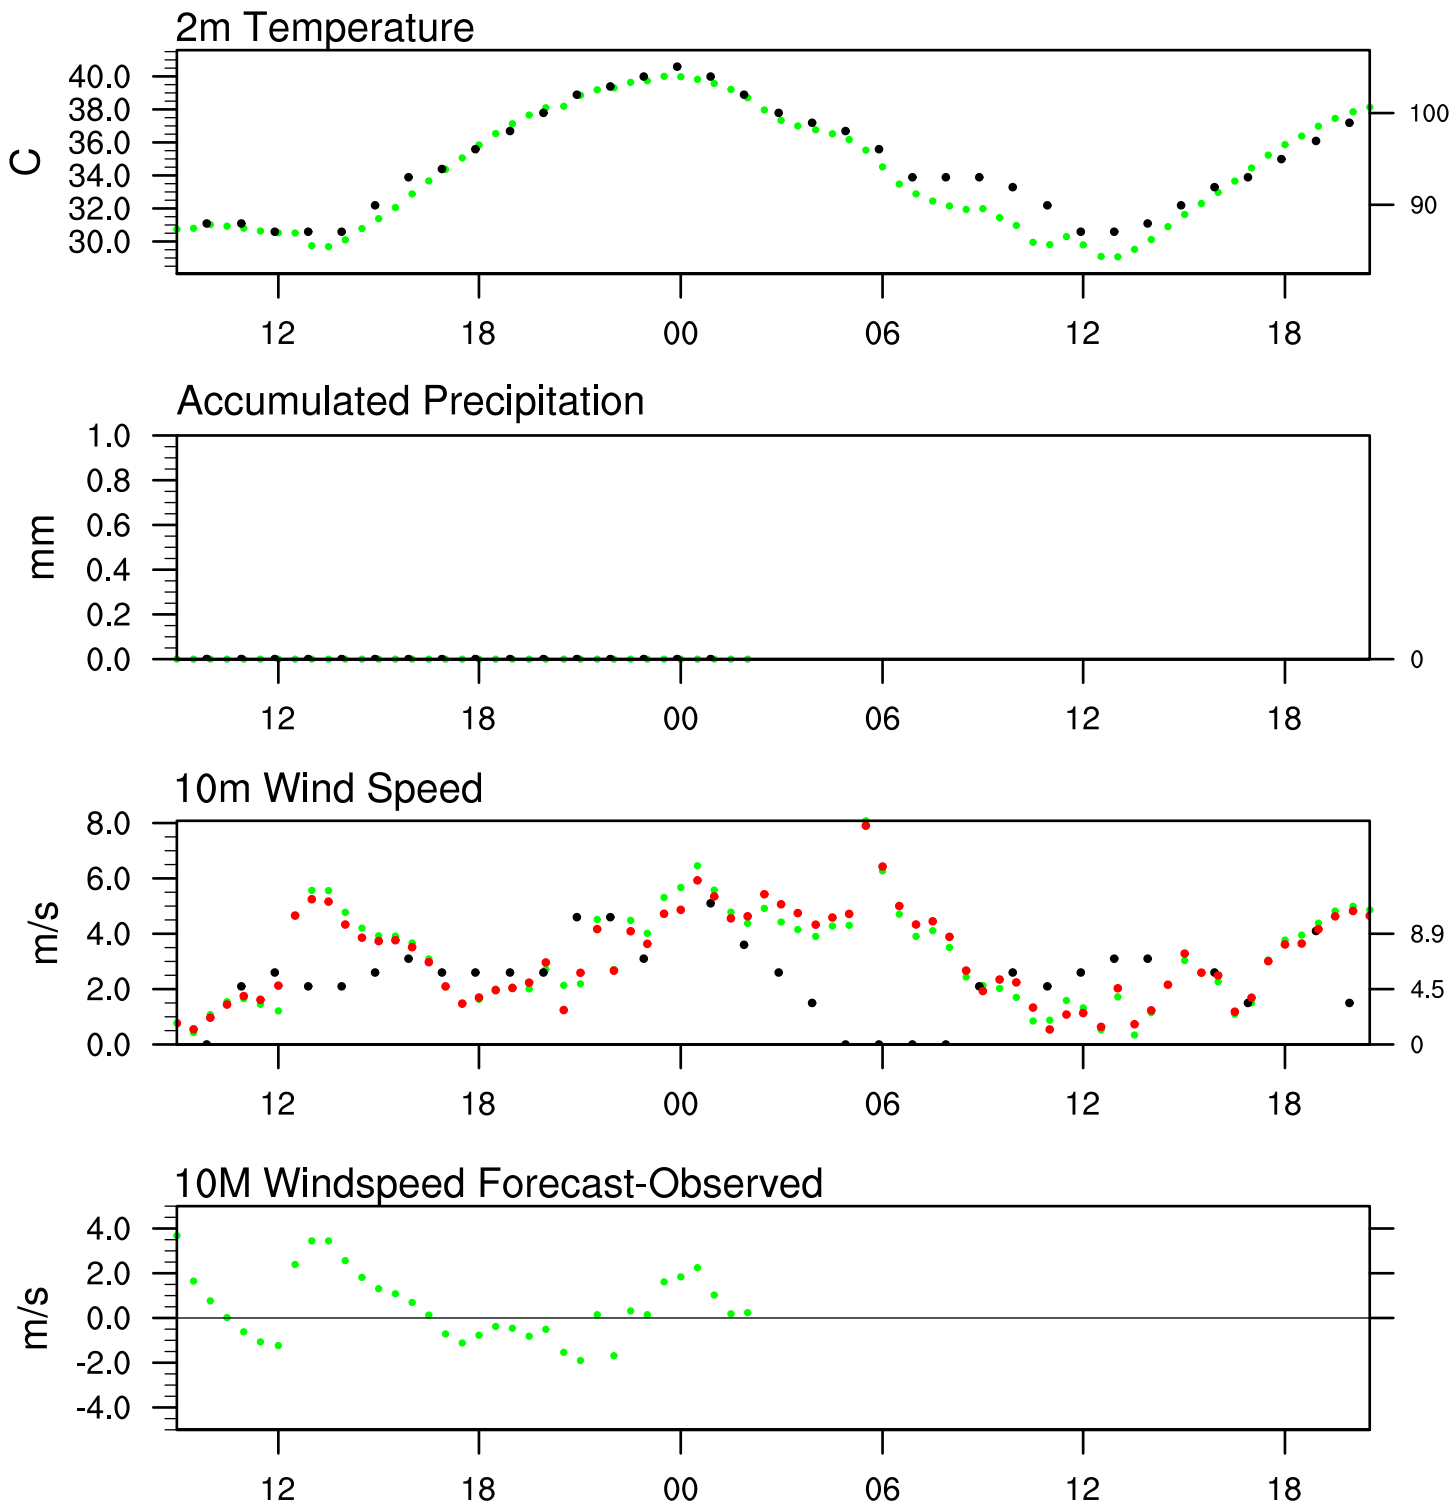 2m Temperature
C
40.0
38.0
36.0
34.0
32.0
30.0
100
90
12 18 00 06 12 18
Accumulated Precipitation
mm
1.0
0.8
0.6
0.4
0.2
0.0
0
12 18 00 06 12 18
10m Wind Speed
m/s
8.0
6.0
4.0
2.0
0.0
8.9
4.5
0
12 18 00 06 12 18
10M Windspeed Forecast-Observed
m/s
4.0
2.0
0.0
-2.0
-4.0
12 18 00 06 12 18